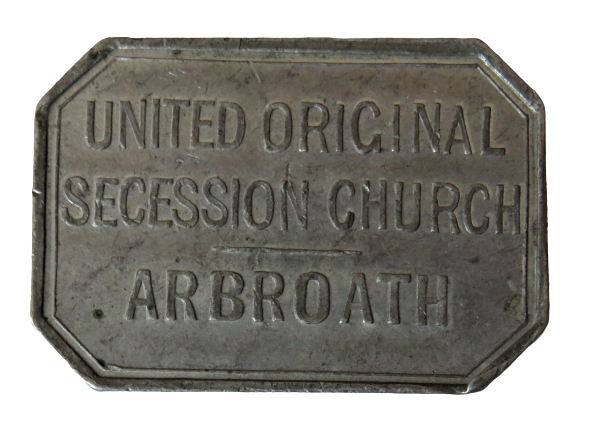 UNITED ORIGINAL
SECESSION CHURCH
ARBROATH